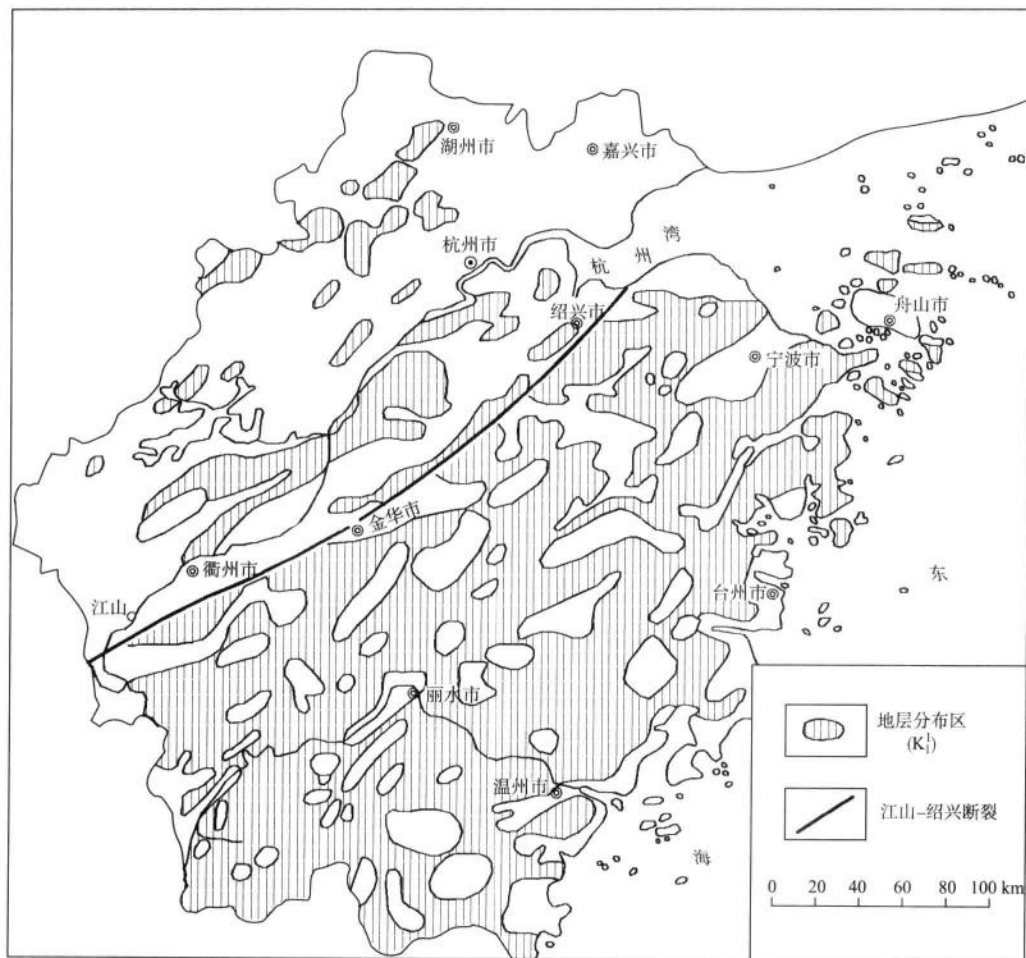 湖州市
嘉兴市
杭州市
杭州湾
绍兴市
舟山市
宁波市
金华市
衢州市
江山
台州市
东
丽水市
温州市
海
地层分布区
(K₁¹)
江山-绍兴断裂
0 20 40 60 80 100 km